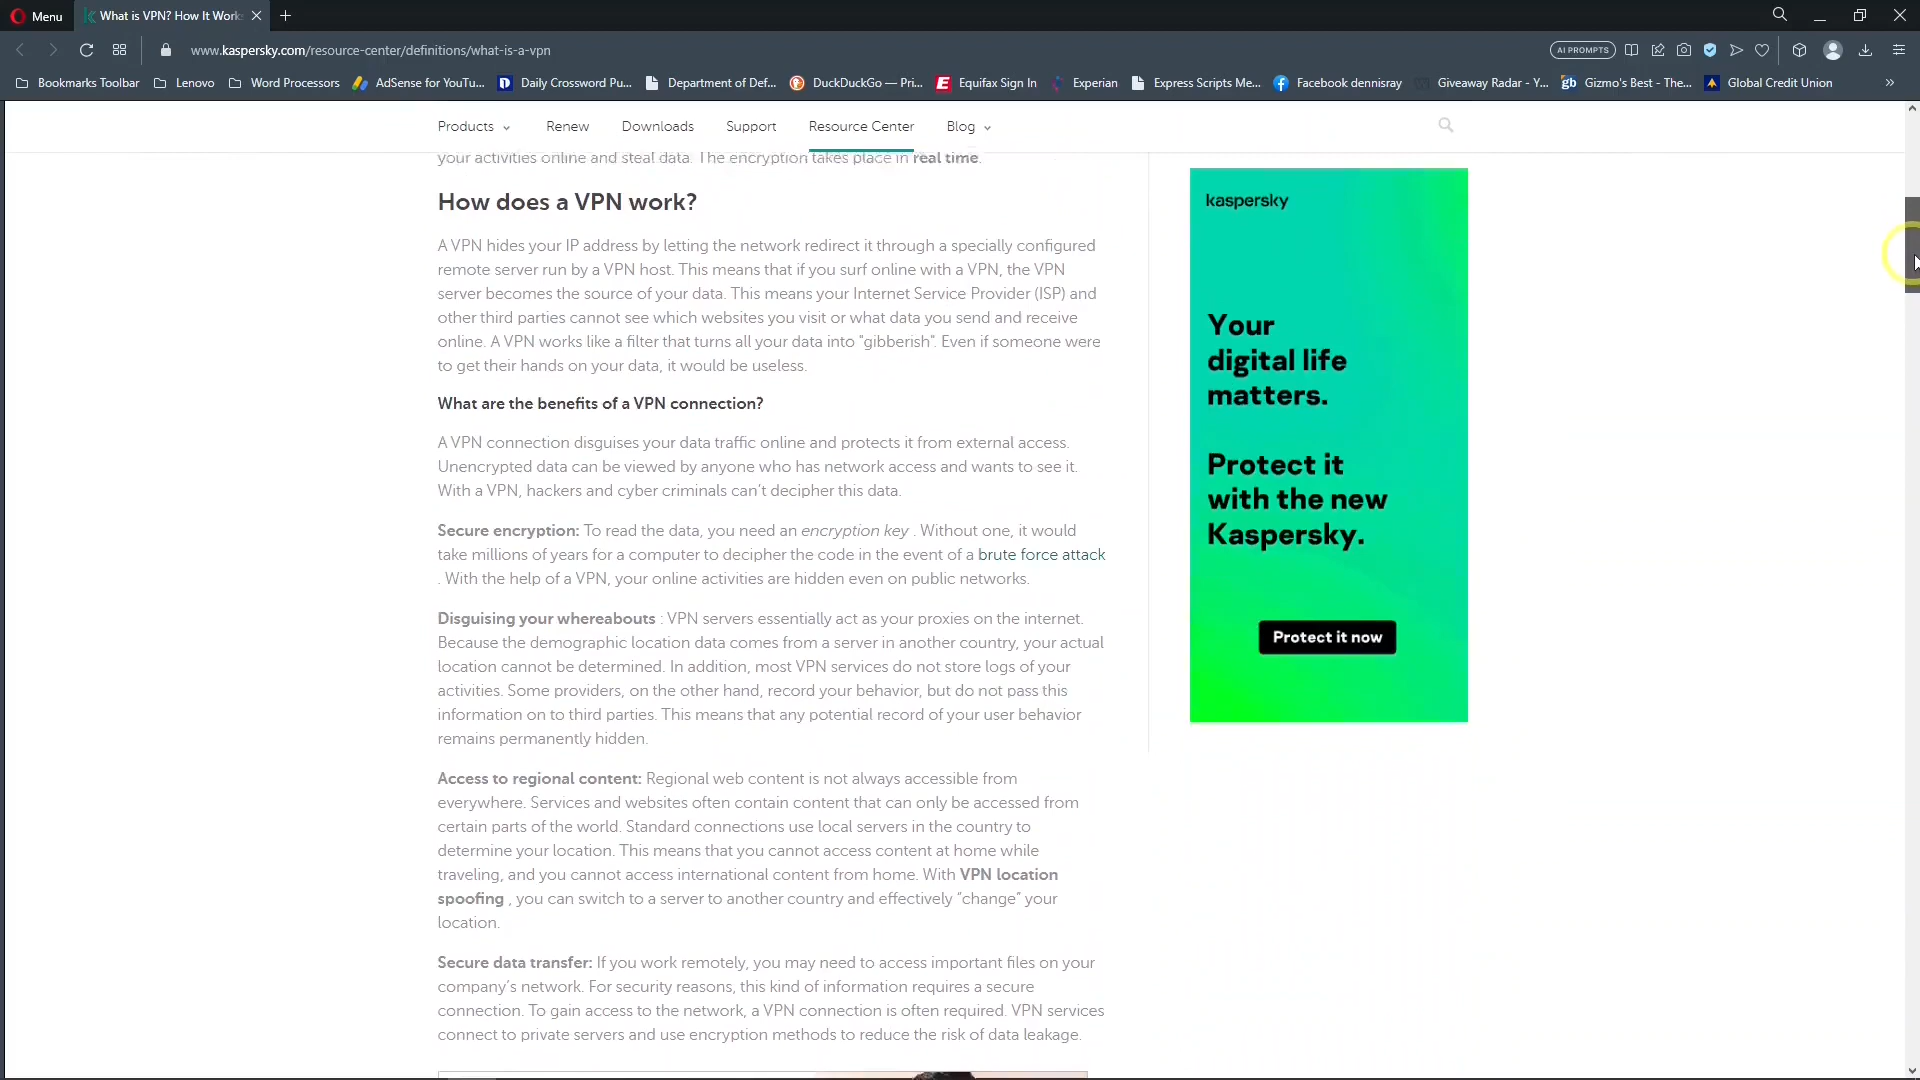 Menu
What is VPN? How It Work
www.kaspersky.com/resource-center/definitions/what-is-a-vpn
AI PROMPTS
Bookmarks Toolbar
Lenovo
Word Processors
AdSense for YouTu...
Daily Crossword Pu...
Department of Def...
DuckDuckGo — Pri...
Equifax Sign In
Experian
Express Scripts Me...
Facebook dennisray
Giveaway Radar - Y...
Gizmo's Best - The...
Global Credit Union
Products
Renew
Downloads
Support
Resource Center
Blog
your activities online and steal data. The encryption takes place in real time.
How does a VPN work?
A VPN hides your IP address by letting the network redirect it through a specially configured
remote server run by a VPN host. This means that if you surf online with a VPN, the VPN
server becomes the source of your data. This means your Internet Service Provider (ISP) and
other third parties cannot see which websites you visit or what data you send and receive
online. A VPN works like a filter that turns all your data into "gibberish". Even if someone were
to get their hands on your data, it would be useless.
What are the benefits of a VPN connection?
A VPN connection disguises your data traffic online and protects it from external access.
Unencrypted data can be viewed by anyone who has network access and wants to see it.
With a VPN, hackers and cyber criminals can’t decipher this data.
Secure encryption: To read the data, you need an encryption key . Without one, it would
take millions of years for a computer to decipher the code in the event of a brute force attack
. With the help of a VPN, your online activities are hidden even on public networks.
Disguising your whereabouts : VPN servers essentially act as your proxies on the internet.
Because the demographic location data comes from a server in another country, your actual
location cannot be determined. In addition, most VPN services do not store logs of your
activities. Some providers, on the other hand, record your behavior, but do not pass this
information on to third parties. This means that any potential record of your user behavior
remains permanently hidden.
Access to regional content: Regional web content is not always accessible from
everywhere. Services and websites often contain content that can only be accessed from
certain parts of the world. Standard connections use local servers in the country to
determine your location. This means that you cannot access content at home while
traveling, and you cannot access international content from home. With VPN location
spoofing , you can switch to a server to another country and effectively “change” your
location.
Secure data transfer: If you work remotely, you may need to access important files on your
company’s network. For security reasons, this kind of information requires a secure
connection. To gain access to the network, a VPN connection is often required. VPN services
connect to private servers and use encryption methods to reduce the risk of data leakage.
kaspersky
Your
digital life
matters.
Protect it
with the new
Kaspersky.
Protect it now